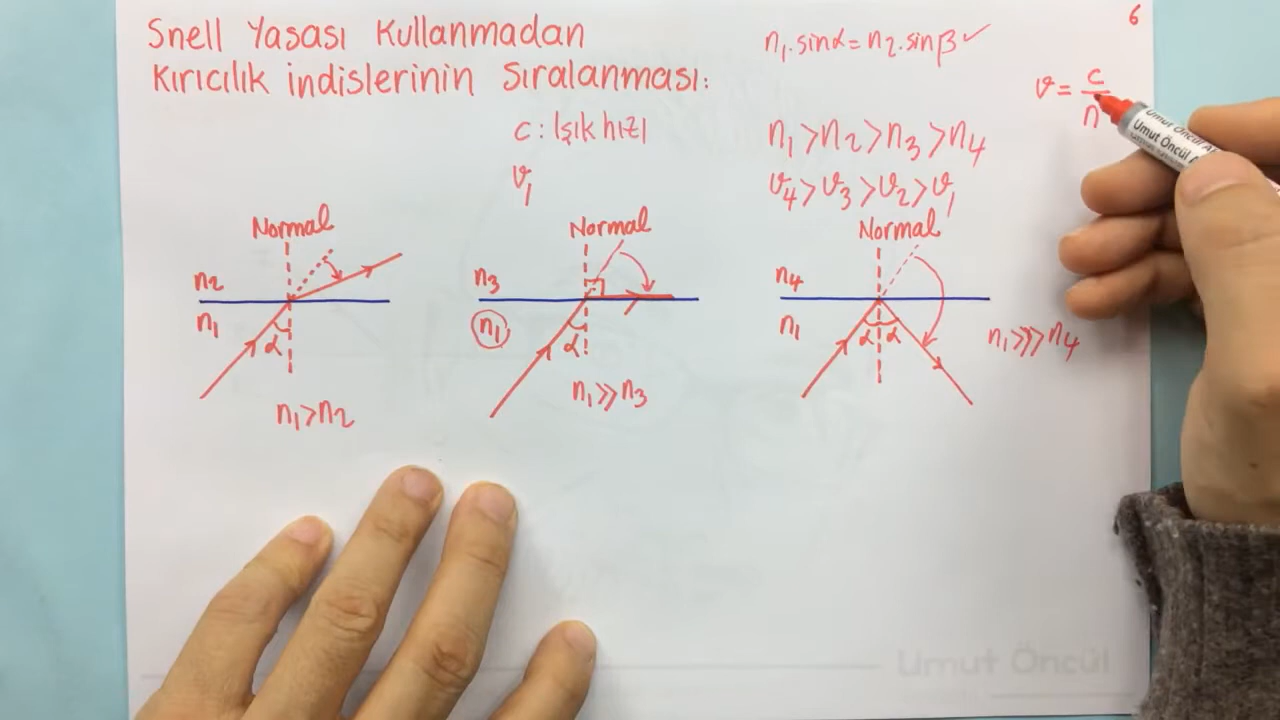 6
Snell Yasası Kullanmadan
Kırıcılık indislerinin Sıralanması:
n₁.sinα=n₂.sinβ ✓
v = c/n
c: Işık hızı
v₁
n₁>n₂>n₃>n₄
v₄>v₃>v₂>v₁
Normal
n₂
n₁
α
n₁>n₂
Normal
n₃
n₁
α
n₁≫n₃
Normal
n₄
n₁
α α
n₁⋙n₄
Umut Öncül
Umut Öncül
Umut Öncül